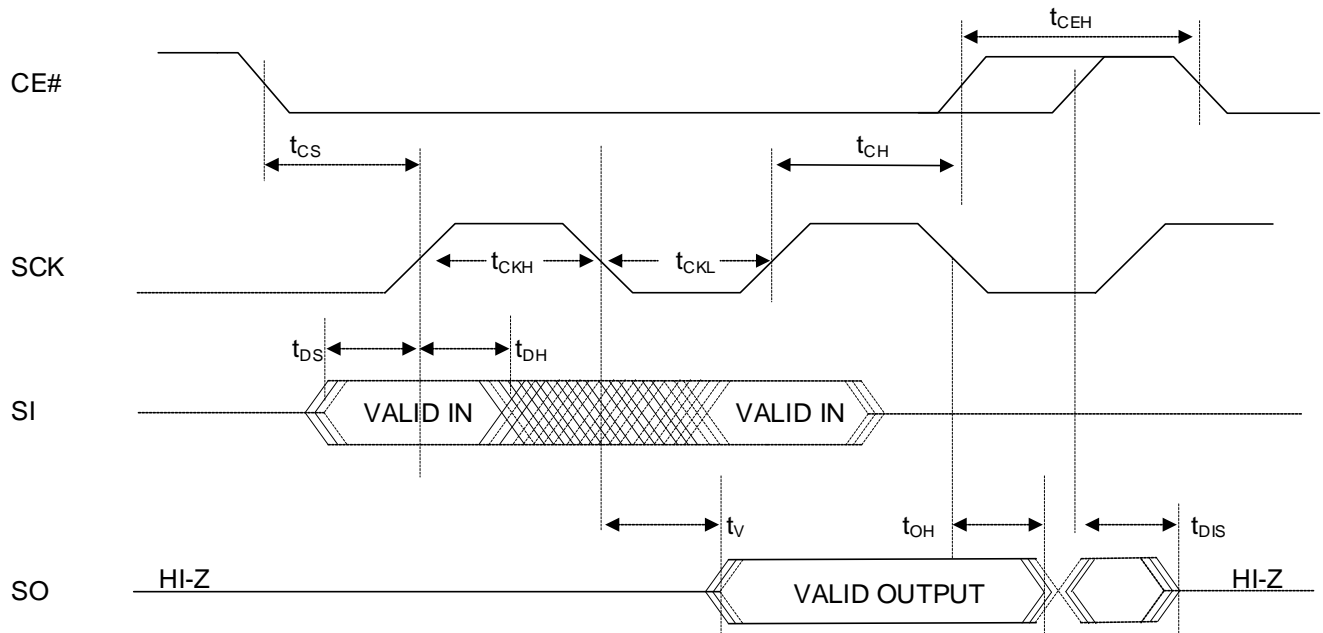 tCEH
CE#
tCS
tCH
SCK
tCKH
tCKL
tDS
tDH
SI
VALID IN
VALID IN
tV
tOH
tDIS
SO
HI-Z
VALID OUTPUT
HI-Z